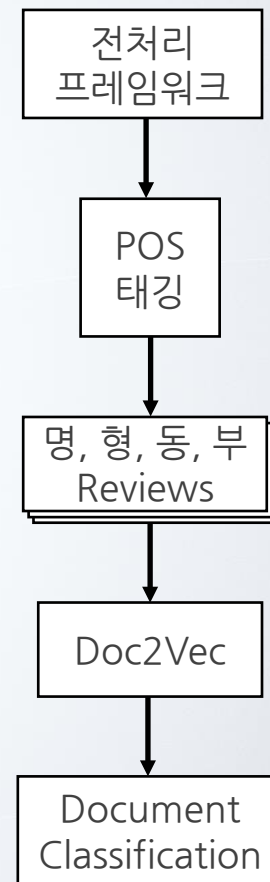 전처리
프레임워크
POS
태깅
명, 형, 동, 부
Reviews
Doc2Vec
Document
Classification